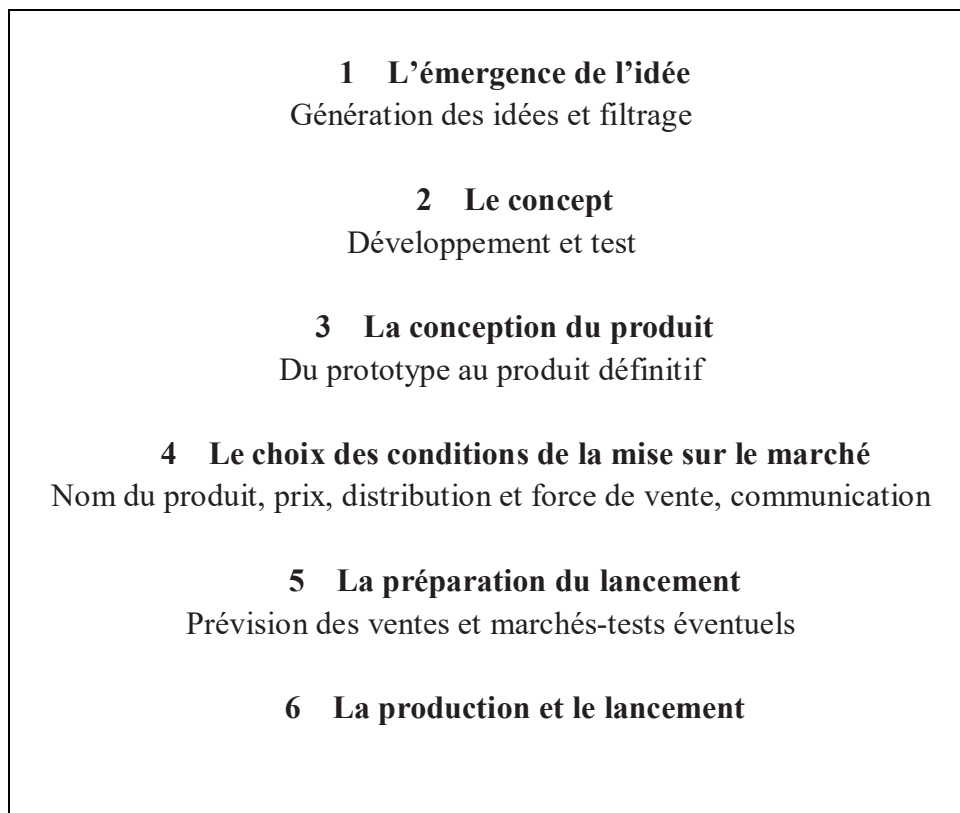 1 L’émergence de l’idée
Génération des idées et filtrage
2 Le concept
Développement et test
3 La conception du produit
Du prototype au produit définitif
4 Le choix des conditions de la mise sur le marché
Nom du produit, prix, distribution et force de vente, communication
5 La préparation du lancement
Prévision des ventes et marchés-tests éventuels
6 La production et le lancement